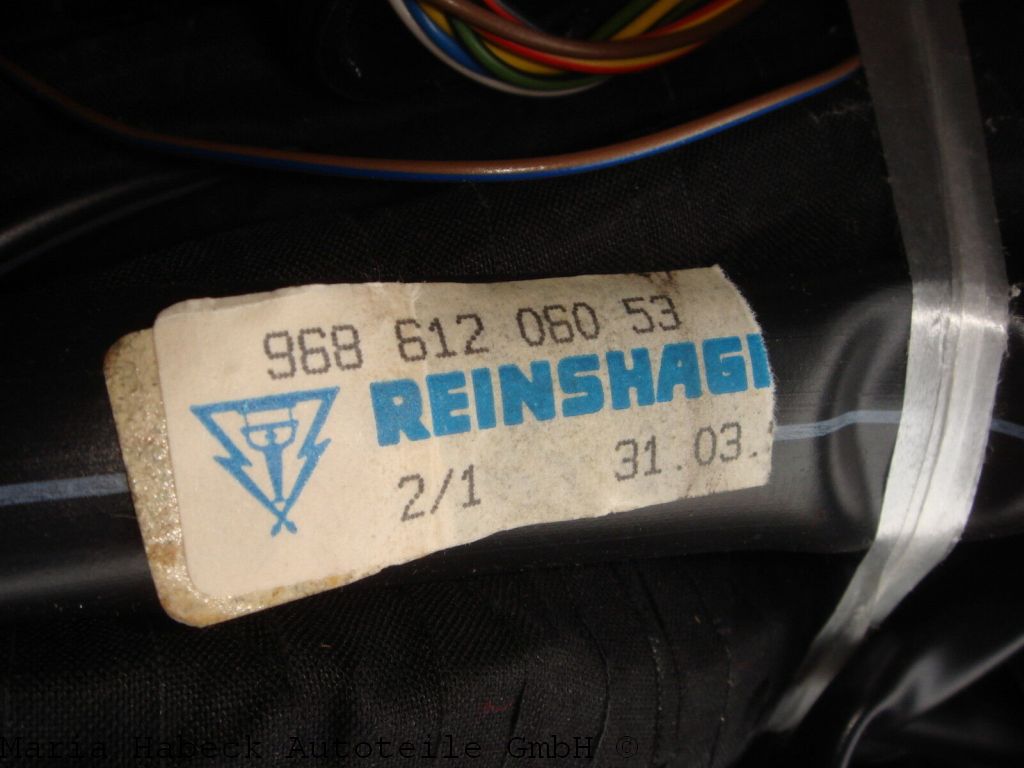 968 612 060 53
REINSHAG
2/1 31.03.
Maria Habeck Autoteile GmbH ©